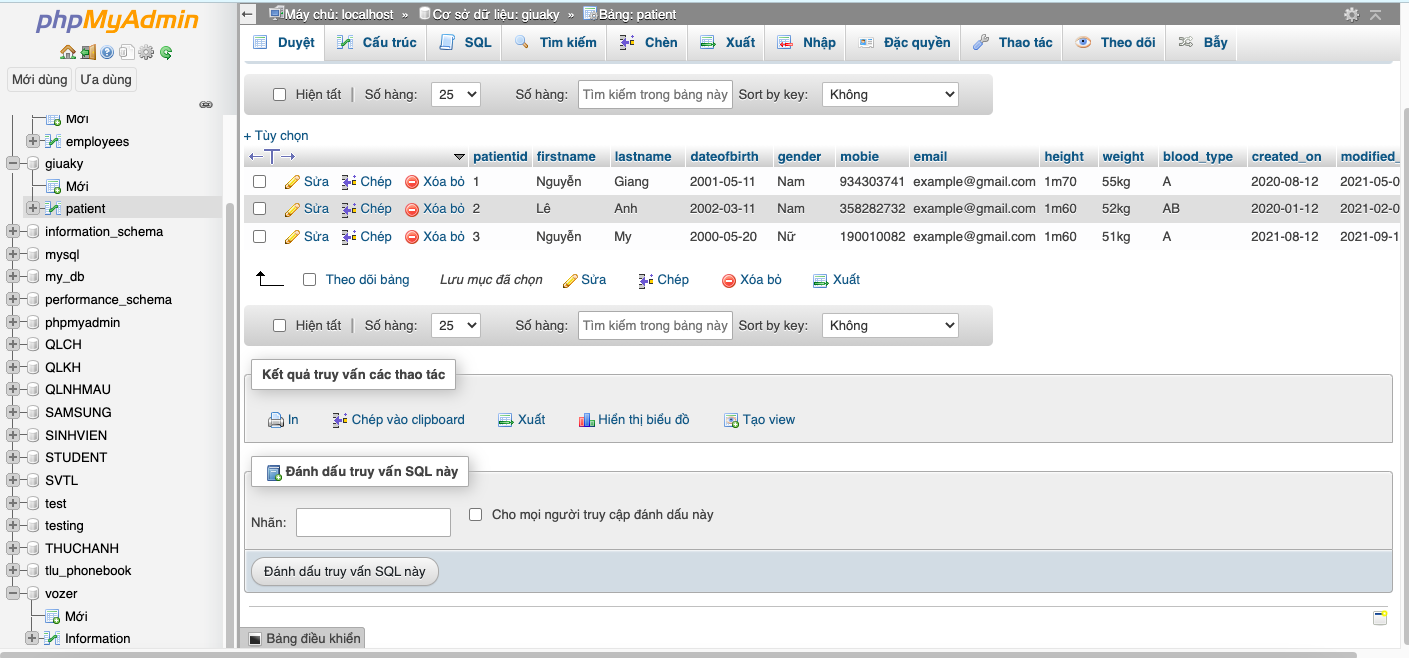 phpMyAdmin
Mới dùng Ưa dùng
Mới
employees
giuaky
Mới
patient
information_schema
mysql
my_db
performance_schema
phpmyadmin
QLCH
QLKH
QLNHMAU
SAMSUNG
SINHVIEN
STUDENT
SVTL
test
testing
THUCHANH
tlu_phonebook
vozer
Mới
Information
Máy chủ: localhost » Cơ sở dữ liệu: giuaky » Bảng: patient
Duyệt Cấu trúc SQL Tìm kiếm Chèn Xuất Nhập Đặc quyền Thao tác Theo dõi Bẫy
Hiện tất | Số hàng: 25 Số hàng: Tìm kiếm trong bảng này Sort by key: Không
+ Tùy chọn
patientid firstname lastname dateofbirth gender mobie email height weight blood_type created_on modified_
Sửa Chép Xóa bỏ 1 Nguyễn Giang 2001-05-11 Nam 934303741 example@gmail.com 1m70 55kg A 2020-08-12 2021-05-0
Sửa Chép Xóa bỏ 2 Lê Anh 2002-03-11 Nam 358282732 example@gmail.com 1m60 52kg AB 2020-01-12 2021-02-0
Sửa Chép Xóa bỏ 3 Nguyễn My 2000-05-20 Nữ 190010082 example@gmail.com 1m60 51kg A 2021-08-12 2021-09-1
Theo dõi bảng Lưu mục đã chọn Sửa Chép Xóa bỏ Xuất
Hiện tất | Số hàng: 25 Số hàng: Tìm kiếm trong bảng này Sort by key: Không
Kết quả truy vấn các thao tác
In Chép vào clipboard Xuất Hiển thị biểu đồ Tạo view
Đánh dấu truy vấn SQL này
Nhãn: Cho mọi người truy cập đánh dấu này
Đánh dấu truy vấn SQL này
Bảng điều khiển